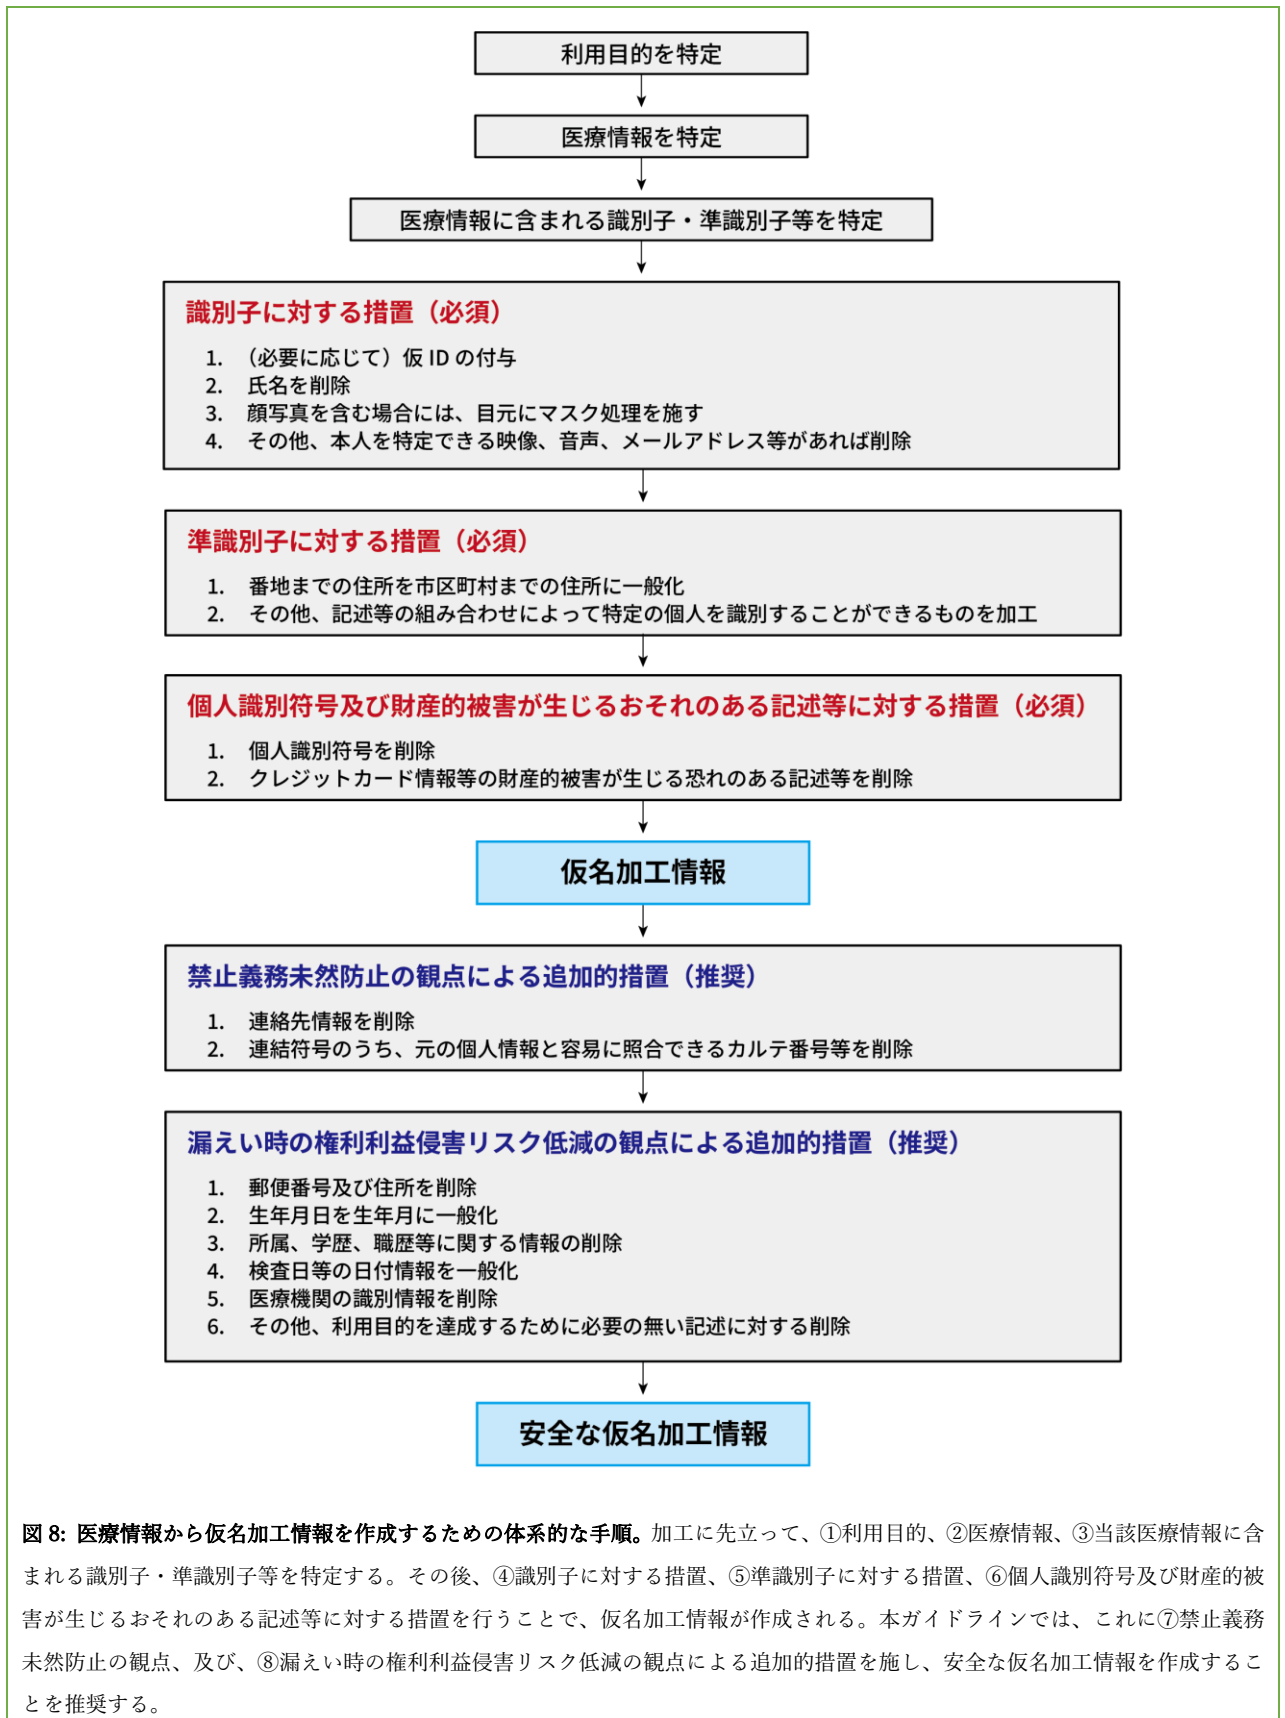 利用目的を特定
医療情報を特定
医療情報に含まれる識別子・準識別子等を特定
識別子に対する措置（必須）
1. （必要に応じて）仮 ID の付与
2. 氏名を削除
3. 顔写真を含む場合には、目元にマスク処理を施す
4. その他、本人を特定できる映像、音声、メールアドレス等があれば削除
準識別子に対する措置（必須）
1. 番地までの住所を市区町村までの住所に一般化
2. その他、記述等の組み合わせによって特定の個人を識別することができるものを加工
個人識別符号及び財産的被害が生じるおそれのある記述等に対する措置（必須）
1. 個人識別符号を削除
2. クレジットカード情報等の財産的被害が生じる恐れのある記述等を削除
仮名加工情報
禁止義務未然防止の観点による追加的措置（推奨）
1. 連絡先情報を削除
2. 連結符号のうち、元の個人情報と容易に照合できるカルテ番号等を削除
漏えい時の権利利益侵害リスク低減の観点による追加的措置（推奨）
1. 郵便番号及び住所を削除
2. 生年月日を生年月に一般化
3. 所属、学歴、職歴等に関する情報の削除
4. 検査日等の日付情報を一般化
5. 医療機関の識別情報を削除
6. その他、利用目的を達成するために必要の無い記述に対する削除
安全な仮名加工情報
図 8: 医療情報から仮名加工情報を作成するための体系的な手順。加工に先立って、①利用目的、②医療情報、③当該医療情報に含
まれる識別子・準識別子等を特定する。その後、④識別子に対する措置、⑤準識別子に対する措置、⑥個人識別符号及び財産的被
害が生じるおそれのある記述等に対する措置を行うことで、仮名加工情報が作成される。本ガイドラインでは、これに⑦禁止義務
未然防止の観点、及び、⑧漏えい時の権利利益侵害リスク低減の観点による追加的措置を施し、安全な仮名加工情報を作成するこ
とを推奨する。